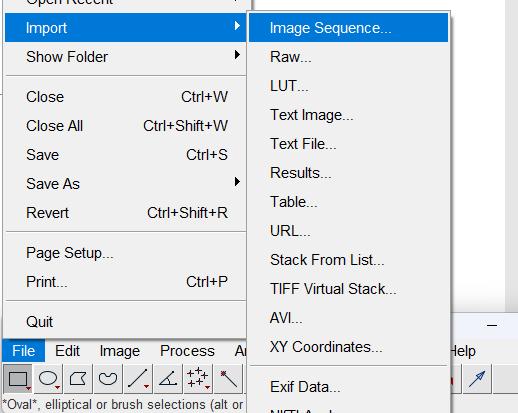 Open Recent
Import
Show Folder
Close Ctrl+W
Close All Ctrl+Shift+W
Save Ctrl+S
Save As
Revert Ctrl+Shift+R
Page Setup...
Print... Ctrl+P
Quit
Image Sequence...
Raw...
LUT...
Text Image...
Text File...
Results...
Table...
URL...
Stack From List...
TIFF Virtual Stack...
AVI...
XY Coordinates...
Exif Data...
File Edit Image Process Help
*Oval*, elliptical or brush selections (alt or